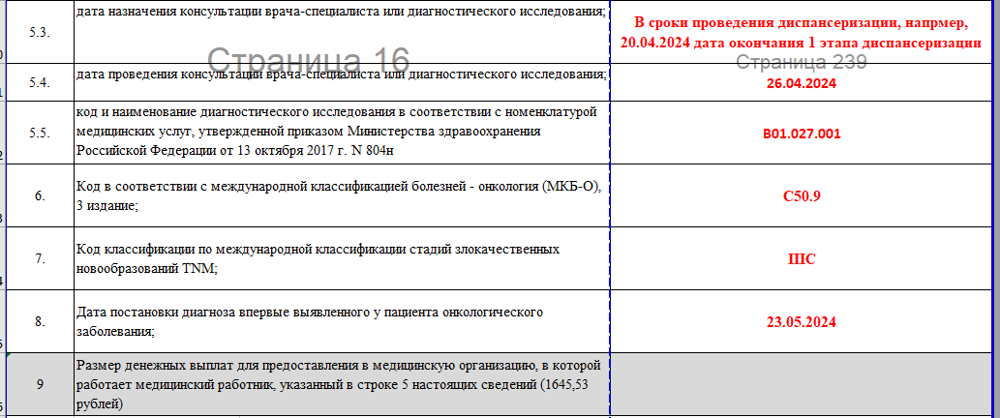 5.3.
дата назначения консультации врача-специалиста или диагностического исследования;
В сроки проведения диспансеризации, напрмер,
20.04.2024 дата окончания 1 этапа диспансеризации
Страница 16
Страница 239
5.4.
дата проведения консультации врача-специалиста или диагностического исследования;
26.04.2024
5.5.
код и наименование диагностического исследования в соответствии с номенклатурой
медицинских услуг, утвержденной приказом Министерства здравоохранения
Российской Федерации от 13 октября 2017 г. N 804н
B01.027.001
6.
Код в соответствии с международной классификацией болезней - онкология (МКБ-О),
3 издание;
С50.9
7.
Код классификации по международной классификации стадий злокачественных
новообразований TNM;
IIIC
8.
Дата постановки диагноза впервые выявленного у пациента онкологического
заболевания;
23.05.2024
9
Размер денежных выплат для предоставления в медицинскую организацию, в которой
работает медицинский работник, указанный в строке 5 настоящих сведений (1645,53
рублей)